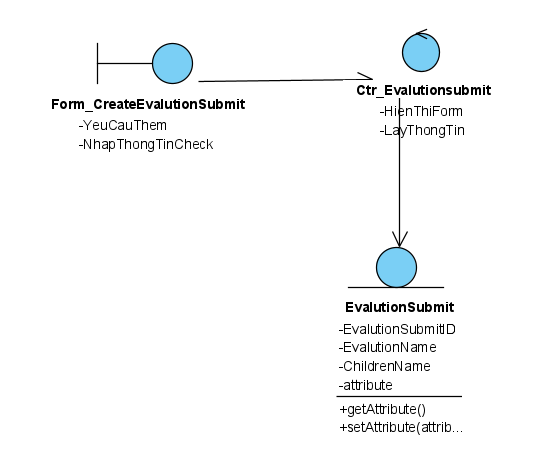 Form_CreateEvalutionSubmit
-YeuCauThem
-NhapThongTinCheck
Ctr_Evalutionsubmit
-HienThiForm
-LayThongTin
EvalutionSubmit
-EvalutionSubmitID
-EvalutionName
-ChildrenName
-attribute
+getAttribute()
+setAttribute(attrib...